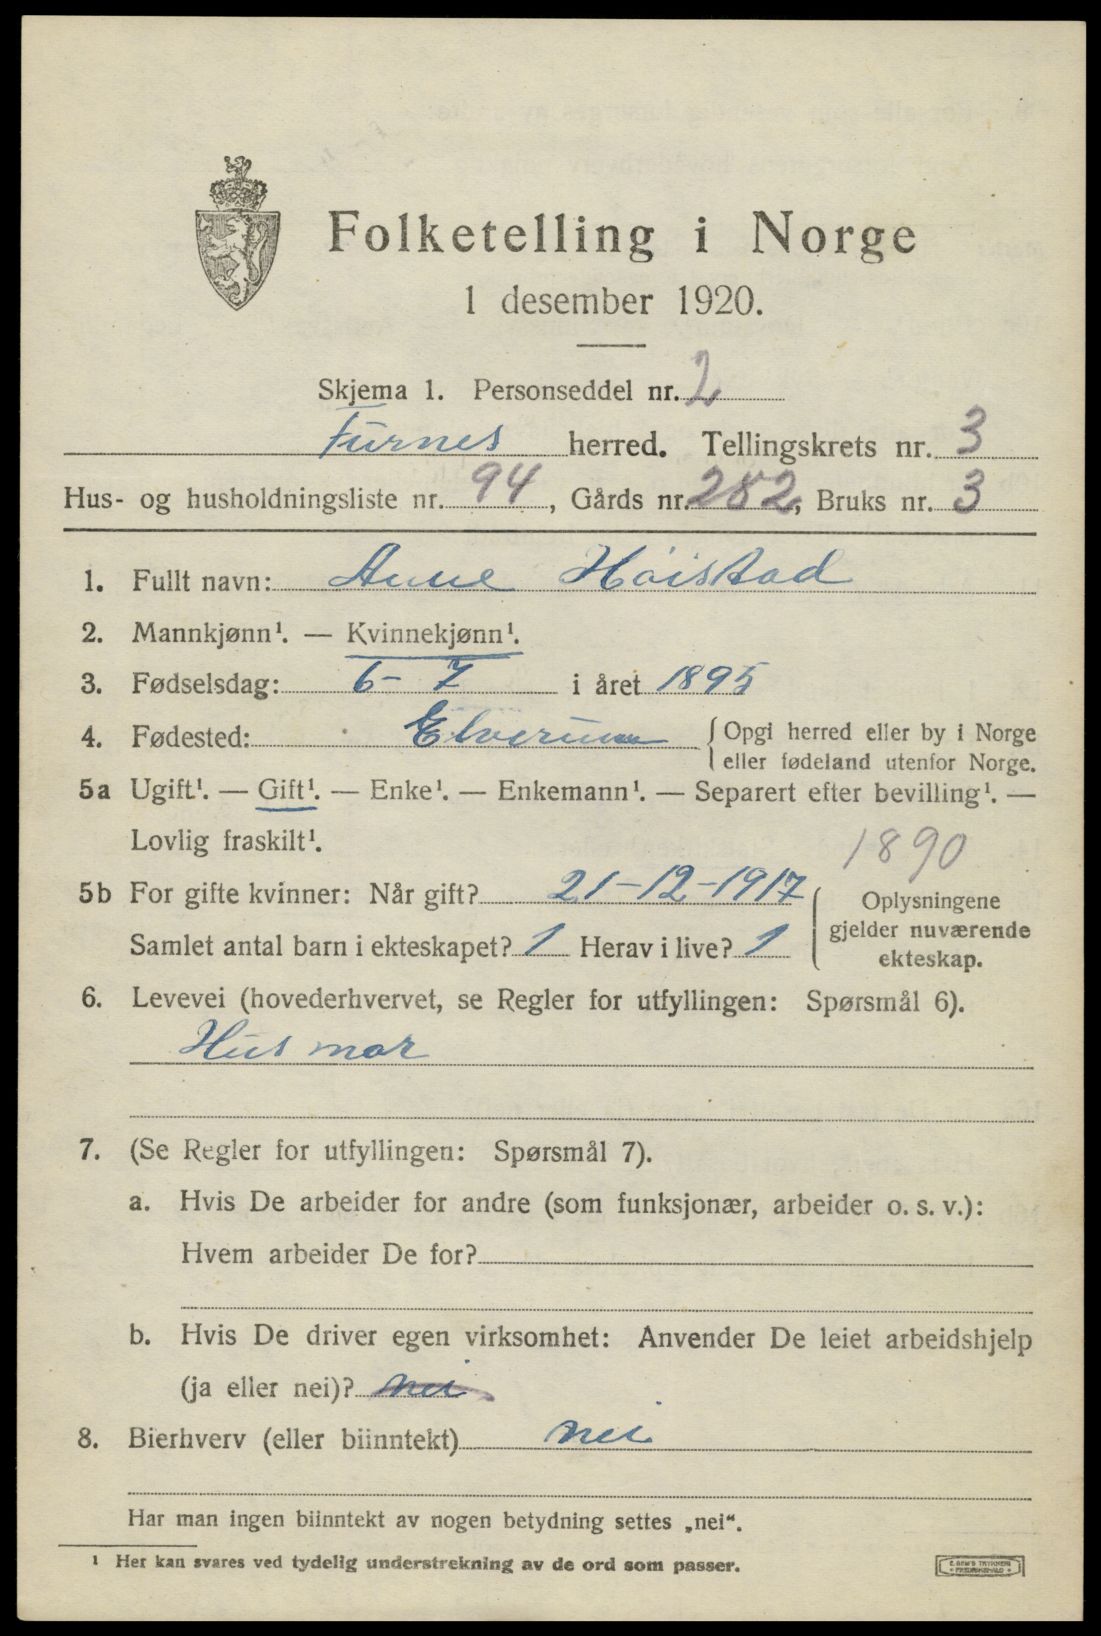 Folketelling i Norge
1 desember 1920.
Skjema 1. Personseddel nr. 2
Furnes herred. Tellingskrets nr. 3
Hus- og husholdningsliste nr. 94, Gårds nr. 282, Bruks nr. 3
1. Fullt navn: Anne Høistad
2. Mannkjønn¹. — Kvinnekjønn¹.
3. Fødselsdag: 6 - 7 i året 1895
4. Fødested: Elverum { Opgi herred eller by i Norge
eller fødeland utenfor Norge.
5a Ugift¹. — Gift¹. — Enke¹. — Enkemann¹. — Separert efter bevilling¹. —
Lovlig fraskilt¹.
1890
5b For gifte kvinner: Når gift? 21-12-1917 { Oplysningene
gjelder nuværende
Samlet antal barn i ekteskapet? 1 Herav i live? 1
ekteskap.
6. Levevei (hovederhvervet, se Regler for utfyllingen: Spørsmål 6).
Husmor
7. (Se Regler for utfyllingen: Spørsmål 7).
a. Hvis De arbeider for andre (som funksjonær, arbeider o. s. v.):
Hvem arbeider De for?
b. Hvis De driver egen virksomhet: Anvender De leiet arbeidshjelp
(ja eller nei)? nei
8. Bierhverv (eller biinntekt) nei
Har man ingen biinntekt av nogen betydning settes „nei“.
¹ Her kan svares ved tydelig understrekning av de ord som passer.